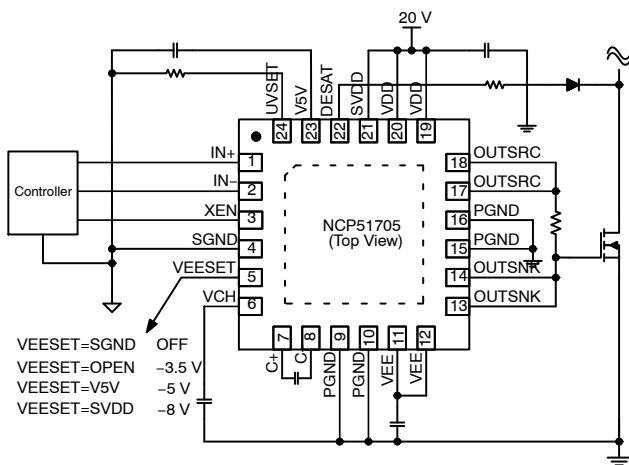 20 V
UVSET
V5V
DESAT
SVDD
VDD
VDD
24
23
22
21
20
19
Controller
IN+
1
IN−
2
XEN
3
SGND
4
VEESET
5
VCH
6
NCP51705
(Top View)
18
OUTSRC
17
OUTSRC
16
PGND
15
PGND
14
OUTSNK
13
OUTSNK
7
8
9
10
11
12
C+
C
PGND
PGND
VEE
VEE
VEESET=SGND OFF
VEESET=OPEN −3.5 V
VEESET=V5V −5 V
VEESET=SVDD −8 V